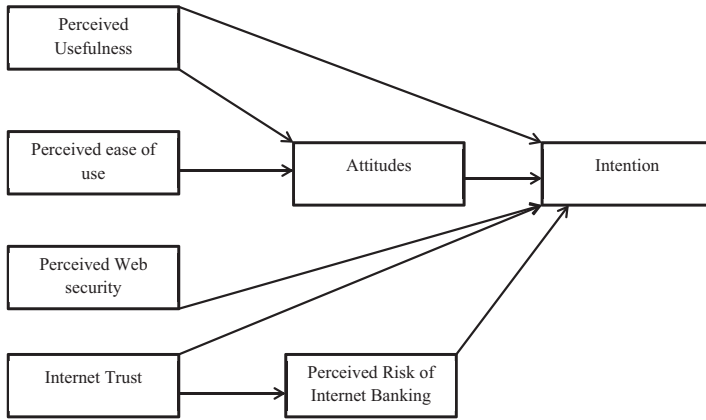 Perceived
Usefulness
Perceived ease of
use
Attitudes
Intention
Perceived Web
security
Internet Trust
Perceived Risk of
Internet Banking